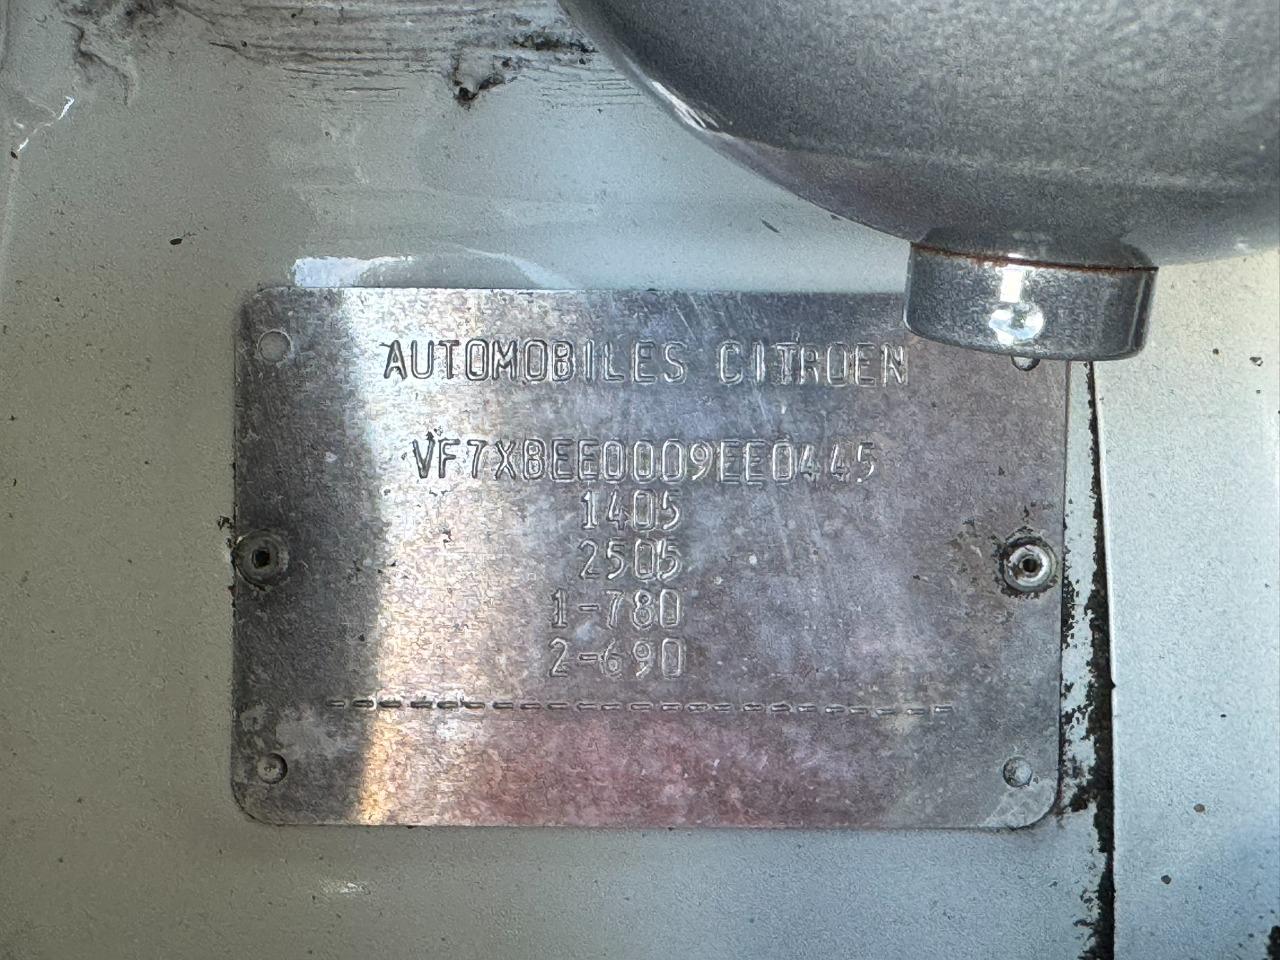 AUTOMOBILES CITROEN
VF7XBEE0009EE0445
1405
2505
1-780
2-690